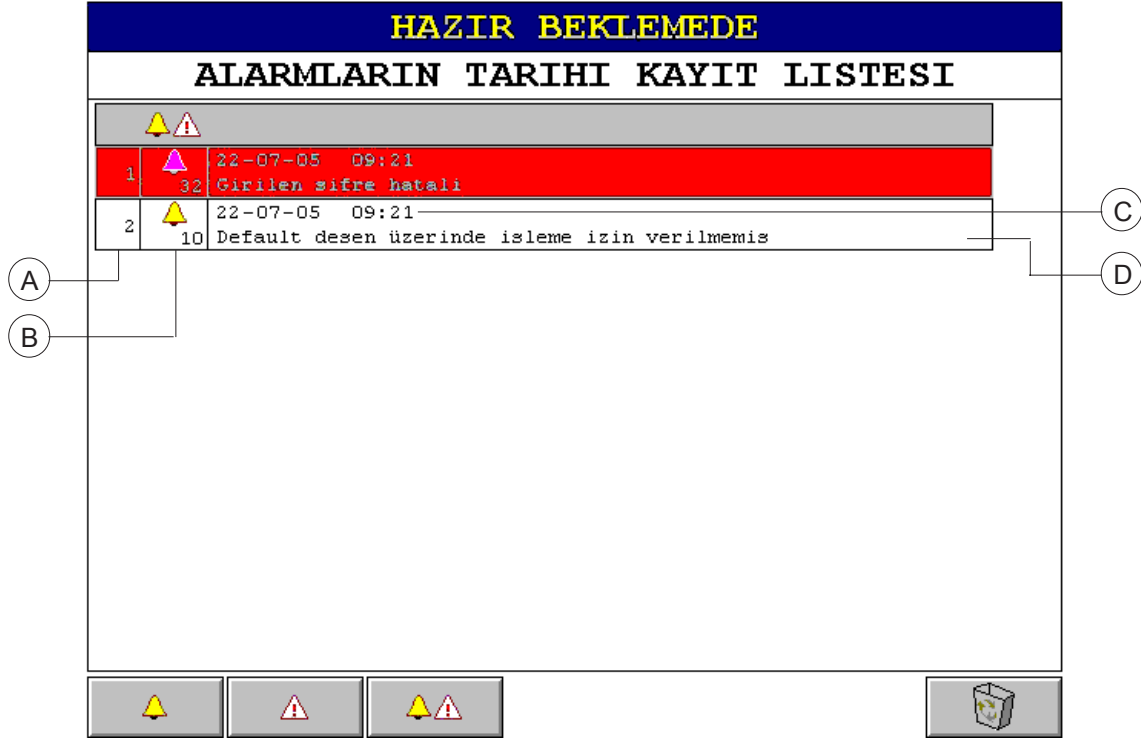 HAZIR BEKLEMEDE
ALARMLARIN TARIHI KAYIT LISTESI
1 32 22-07-05 09:21
Girilen sifre hatali
2 10 22-07-05 09:21
Default desen üzerinde isleme izin verilmemis
A
B
C
D